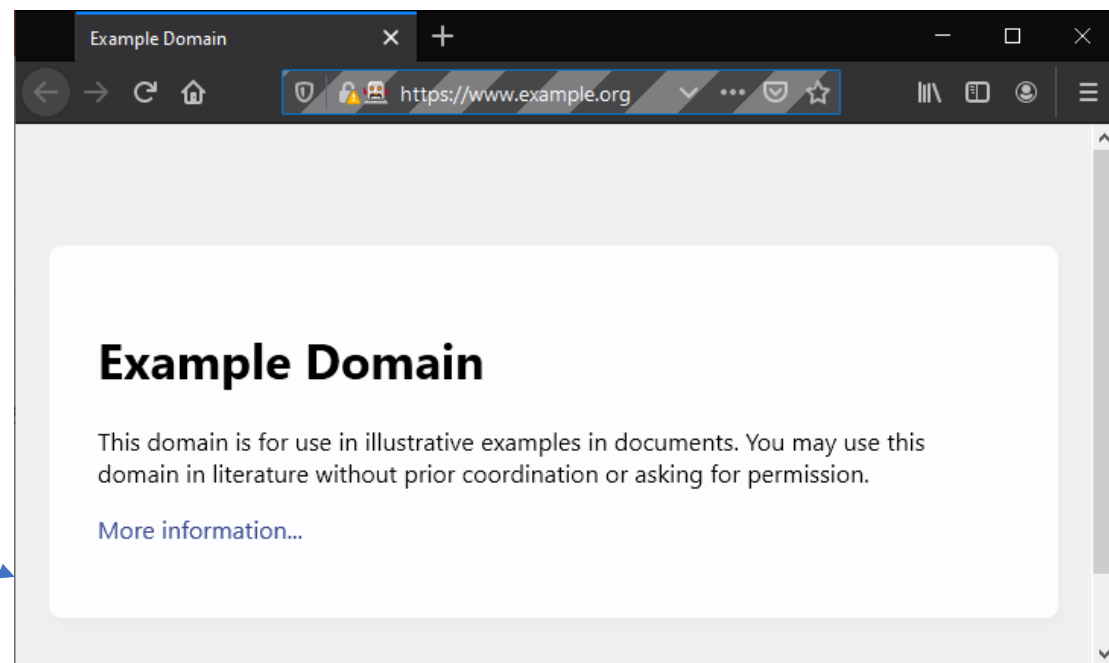 Example Domain
https://www.example.org
Example Domain
This domain is for use in illustrative examples in documents. You may use this
domain in literature without prior coordination or asking for permission.
More information...